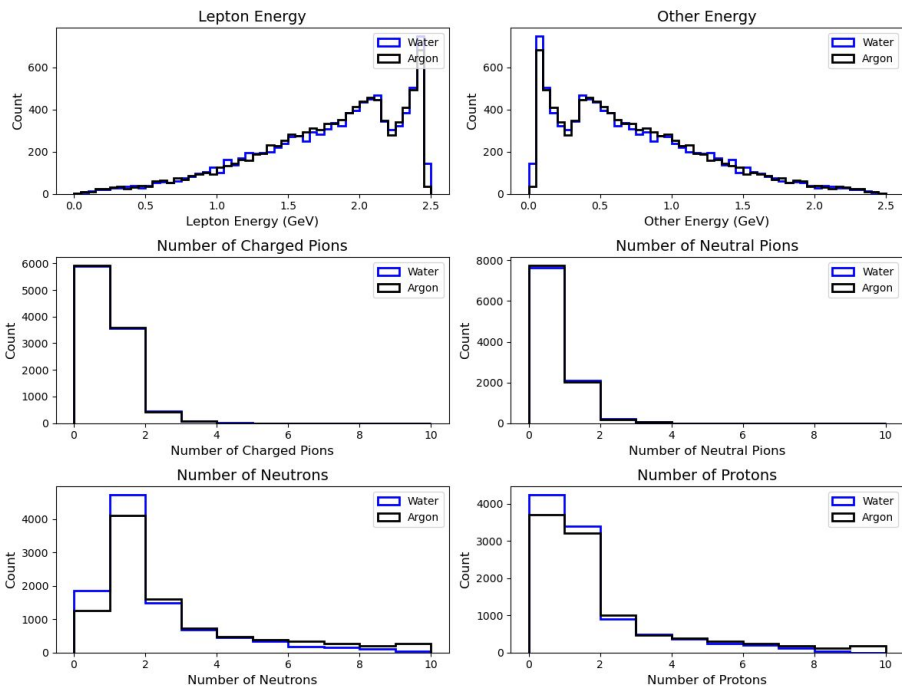 Lepton Energy
Count
600
400
200
0
Water
Argon
0.0 0.5 1.0 1.5 2.0 2.5
Lepton Energy (GeV)
Other Energy
Count
600
400
200
0
Water
Argon
0.0 0.5 1.0 1.5 2.0 2.5
Other Energy (GeV)
Number of Charged Pions
Count
6000
5000
4000
3000
2000
1000
0
Water
Argon
0 2 4 6 8 10
Number of Charged Pions
Number of Neutral Pions
Count
8000
6000
4000
2000
0
Water
Argon
0 2 4 6 8 10
Number of Neutral Pions
Number of Neutrons
Count
4000
3000
2000
1000
0
Water
Argon
0 2 4 6 8 10
Number of Neutrons
Number of Protons
Count
4000
3000
2000
1000
0
Water
Argon
0 2 4 6 8 10
Number of Protons